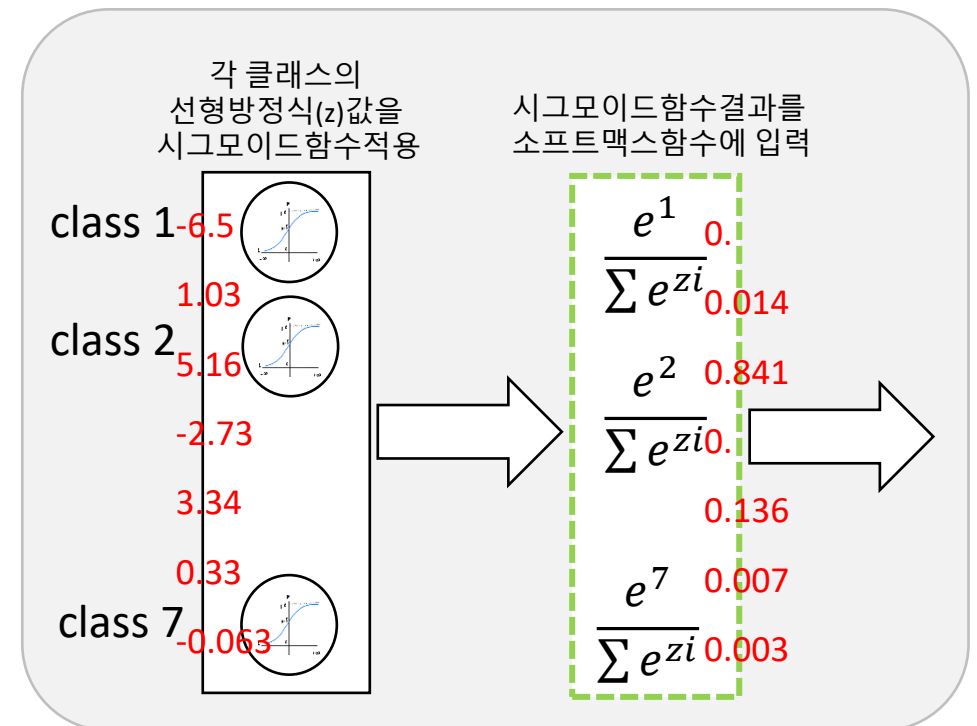 각 클래스의
선형방정식(z)값을
시그모이드함수적용
시그모이드함수결과를
소프트맥스함수에 입력
class 1
-6.5
1.03
class 2
5.16
-2.73
3.34
0.33
class 7
-0.063
e^1
∑ e^zi
0.
0.014
e^2
0.841
∑ e^zi
0.
0.136
e^7
0.007
∑ e^zi
0.003